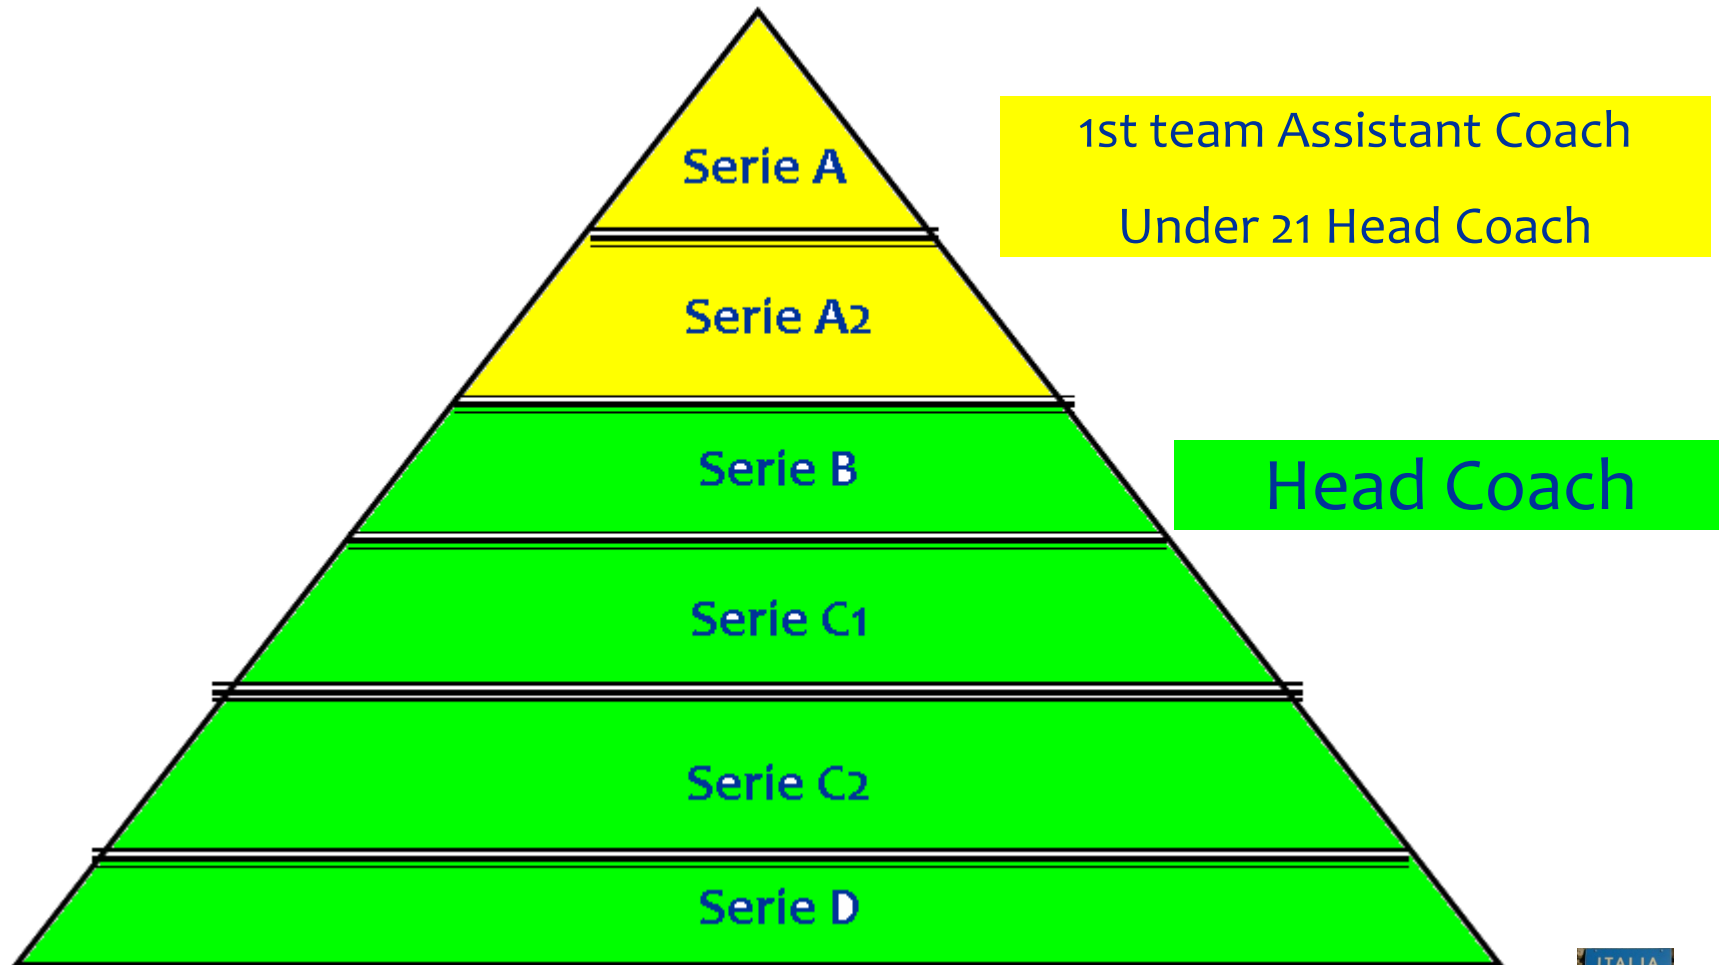 Serie A
1st team Assistant Coach
Under 21 Head Coach
Serie A2
Serie B
Head Coach
Serie C1
Serie C2
Serie D
ITALIA